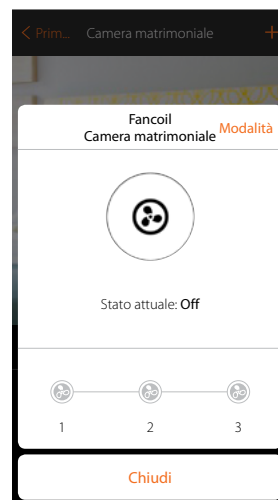 < Prim... Camera matrimoniale +
Fancoil
Camera matrimoniale Modalità
Stato attuale: Off
1 2 3
Chiudi